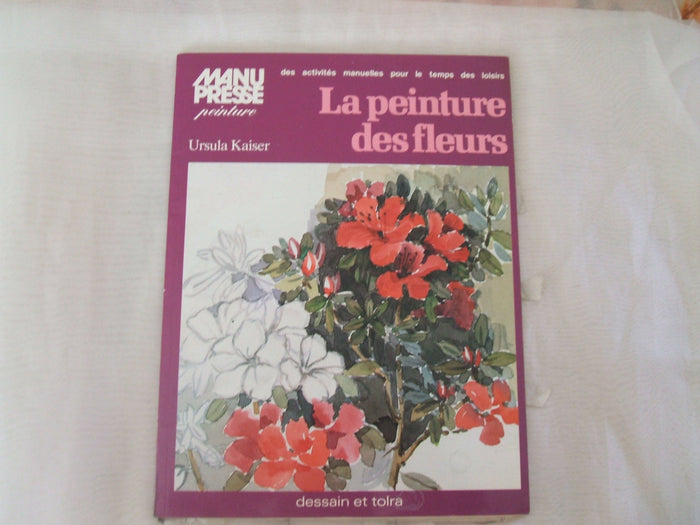 MANU
PRESSE
peinture
des activités manuelles pour le temps des loisirs
La peinture
des fleurs
Ursula Kaiser
dessain et tolra